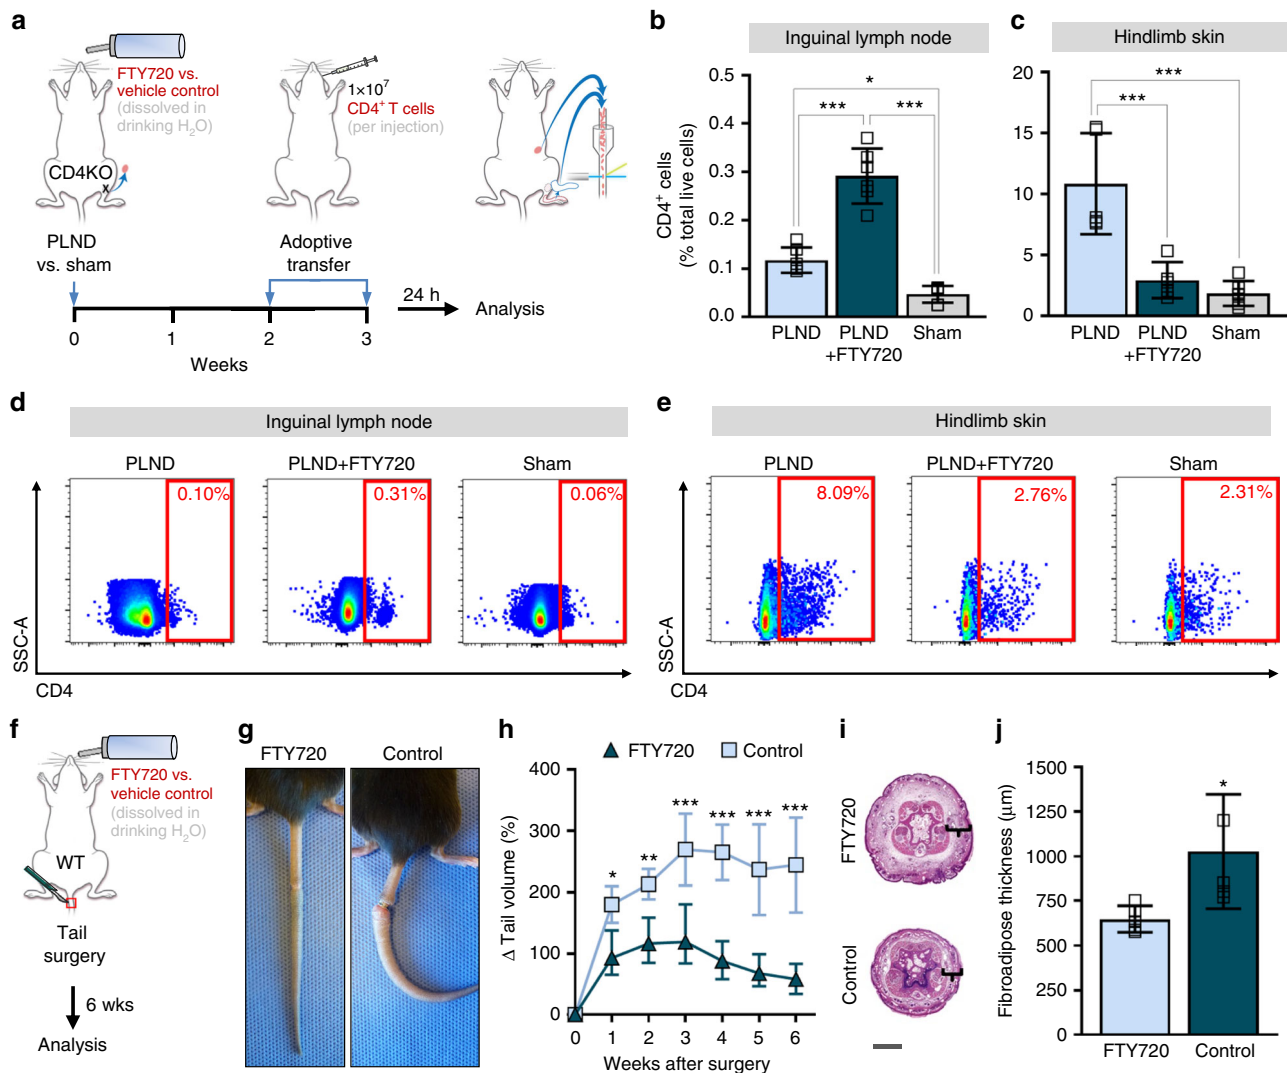 a
FTY720 vs.
vehicle control
(dissolved in
drinking H₂O)
CD4KO
x
1×10⁷
CD4⁺ T cells
(per injection)
PLND
vs. sham
Adoptive
transfer
24 h
Analysis
0 1 2 3
Weeks
b
Inguinal lymph node
CD4⁺ cells
(% total live cells)
0.5
0.4
0.3
0.2
0.1
0.0
*
*** ***
PLND PLND Sham
+FTY720
c
Hindlimb skin
20
15
10
5
0
***
***
PLND PLND Sham
+FTY720
d
Inguinal lymph node
PLND PLND+FTY720 Sham
0.10% 0.31% 0.06%
SSC-A
CD4
e
Hindlimb skin
PLND PLND+FTY720 Sham
8.09% 2.76% 2.31%
SSC-A
CD4
f
FTY720 vs.
vehicle control
(dissolved in
drinking H₂O)
WT
Tail
surgery
6 wks
Analysis
g
FTY720 Control
h
FTY720 Control
Δ Tail volume (%)
400
300
200
100
0
* ** *** *** *** ***
0 1 2 3 4 5 6
Weeks after surgery
i
FTY720
Control
j
Fibroadipose thickness (μm)
1500
1250
1000
750
500
250
0
*
FTY720 Control